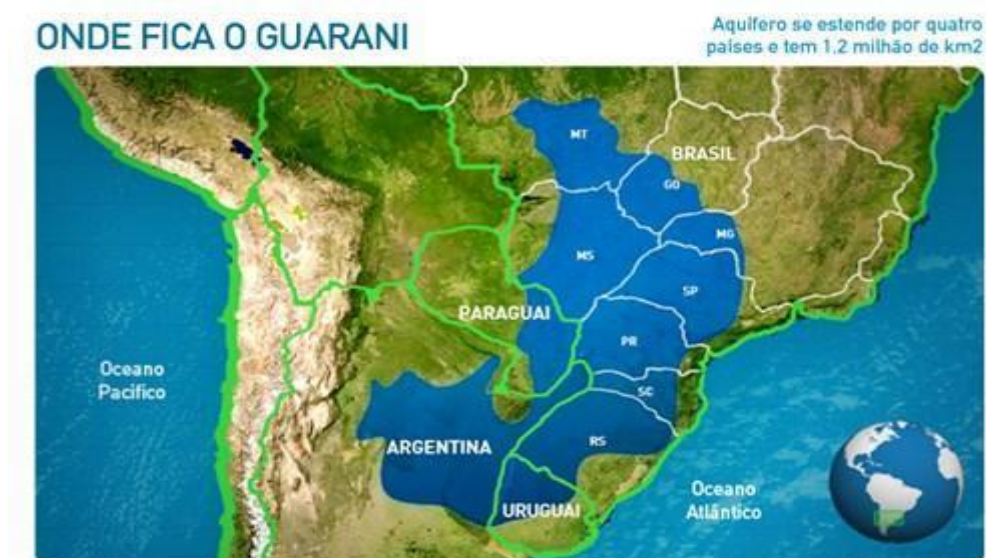 ONDE FICA O GUARANI
Aquífero se estende por quatro
países e tem 1,2 milhão de km2
MT
BRASIL
GO
MG
MS
SP
PARAGUAI
PR
Oceano
Pacífico
SC
RS
ARGENTINA
Oceano
Atlântico
URUGUAI